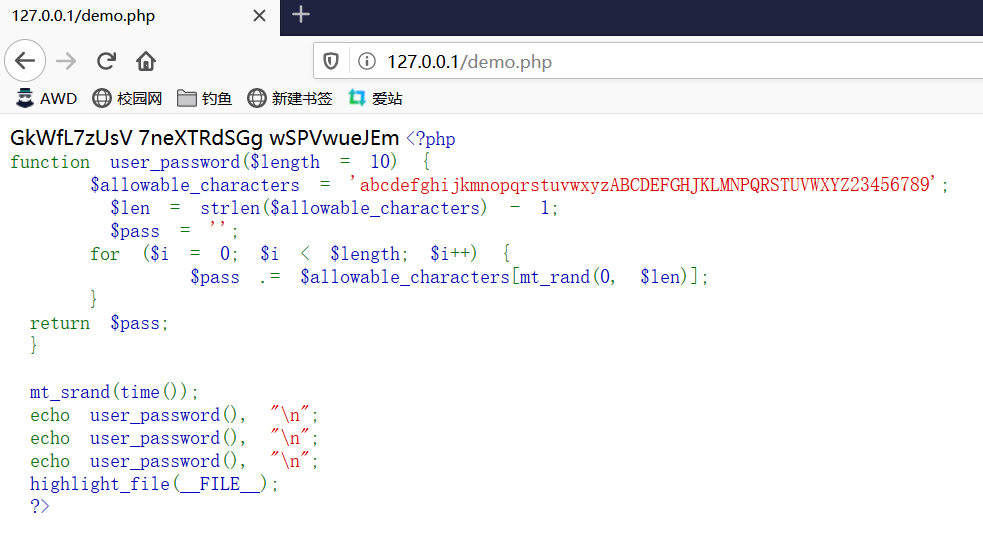 127.0.0.1/demo.php
127.0.0.1/demo.php
AWD 校园网 钓鱼 新建书签 爱站
GkWfL7zUsV 7neXTRdSGg wSPVwueJEm <?php
function user_password($length = 10) {
$allowable_characters = 'abcdefghijkmnopqrstuvwxyzABCDEFGHJKLMNPQRSTUVWXYZ23456789';
$len = strlen($allowable_characters) - 1;
$pass = '';
for ($i = 0; $i < $length; $i++) {
$pass .= $allowable_characters[mt_rand(0, $len)];
}
return $pass;
}
mt_srand(time());
echo user_password(), "\n";
echo user_password(), "\n";
echo user_password(), "\n";
highlight_file(__FILE__);
?>